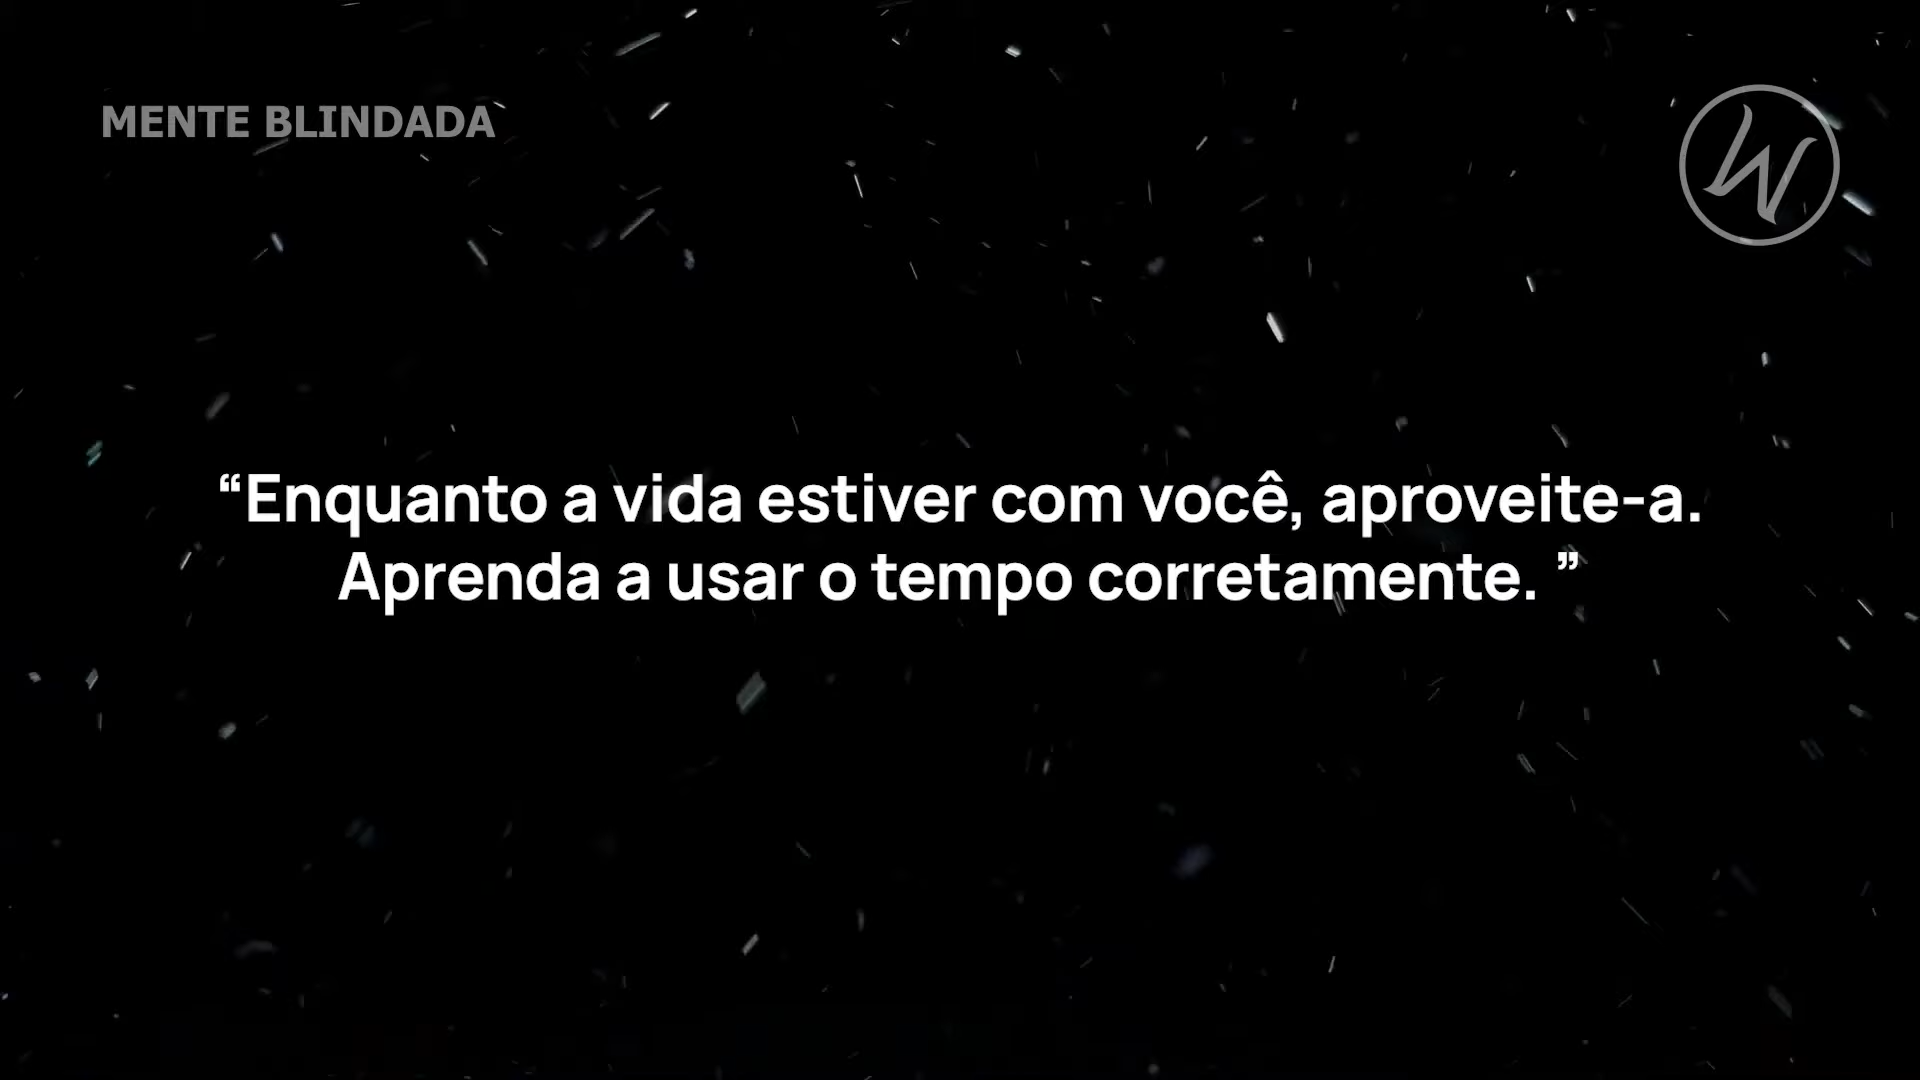 MENTE BLINDADA
W
“Enquanto a vida estiver com você, aproveite-a.
Aprenda a usar o tempo corretamente. ”